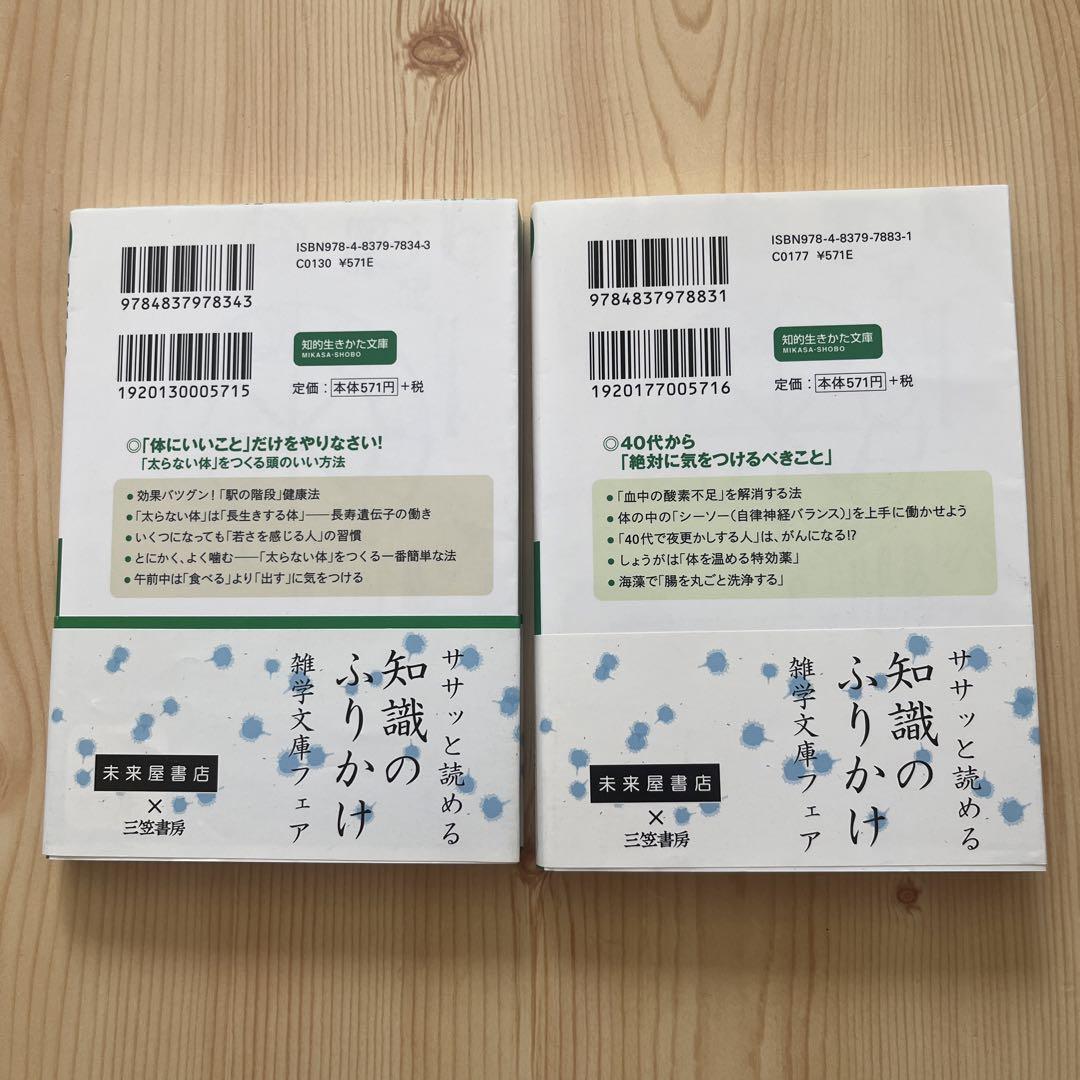 ISBN978-4-8379-7834-3
C0130 ¥571E
9784837978343
知的生きかた文庫
MIKASA-SHOBO
1920130005715
定価：本体571円+税
◎「体にいいこと」だけをやりなさい！
「太らない体」をつくる頭のいい方法
●効果バツグン！「駅の階段」健康法
●「太らない体」は「長生きする体」──長寿遺伝子の働き
●いくつになっても「若さを感じる人」の習慣
●とにかく、よく噛む──「太らない体」をつくる一番簡単な法
●午前中は「食べる」より「出す」に気をつける
ササッと読める
知識の
ふりかけ
雑学文庫フェア
未来屋書店
×
三笠書房
ISBN978-4-8379-7883-1
C0177 ¥571E
9784837978831
知的生きかた文庫
MIKASA-SHOBO
1920177005716
定価：本体571円+税
◎40代から
「絶対に気をつけるべきこと」
●「血中の酸素不足」を解消する法
●体の中の「シーソー（自律神経バランス）」を上手に働かせよう
●「40代で夜更かしする人」は、がんになる!?
●しょうがは「体を温める特効薬」
●海藻で「腸を丸ごと洗浄する」
ササッと読める
知識の
ふりかけ
雑学文庫フェア
未来屋書店
×
三笠書房